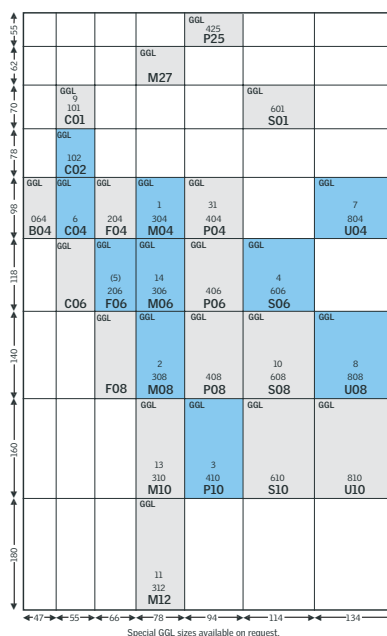 55
GGL
425
P25
62
GGL
M27
70
GGL
9
101
C01
GGL
601
S01
78
GGL
102
C02
98
GGL
064
B04
GGL
6
C04
GGL
204
F04
GGL
1
304
M04
GGL
31
404
P04
GGL
7
804
U04
118
GGL
C06
GGL
(5)
206
F06
GGL
14
306
M06
GGL
406
P06
GGL
4
606
S06
140
GGL
F08
GGL
2
308
M08
GGL
408
P08
GGL
10
608
S08
GGL
8
808
U08
160
GGL
13
310
M10
GGL
3
410
P10
GGL
610
S10
GGL
810
U10
180
GGL
11
312
M12
47 55 66 78 94 114 134
Special GGL sizes available on request.